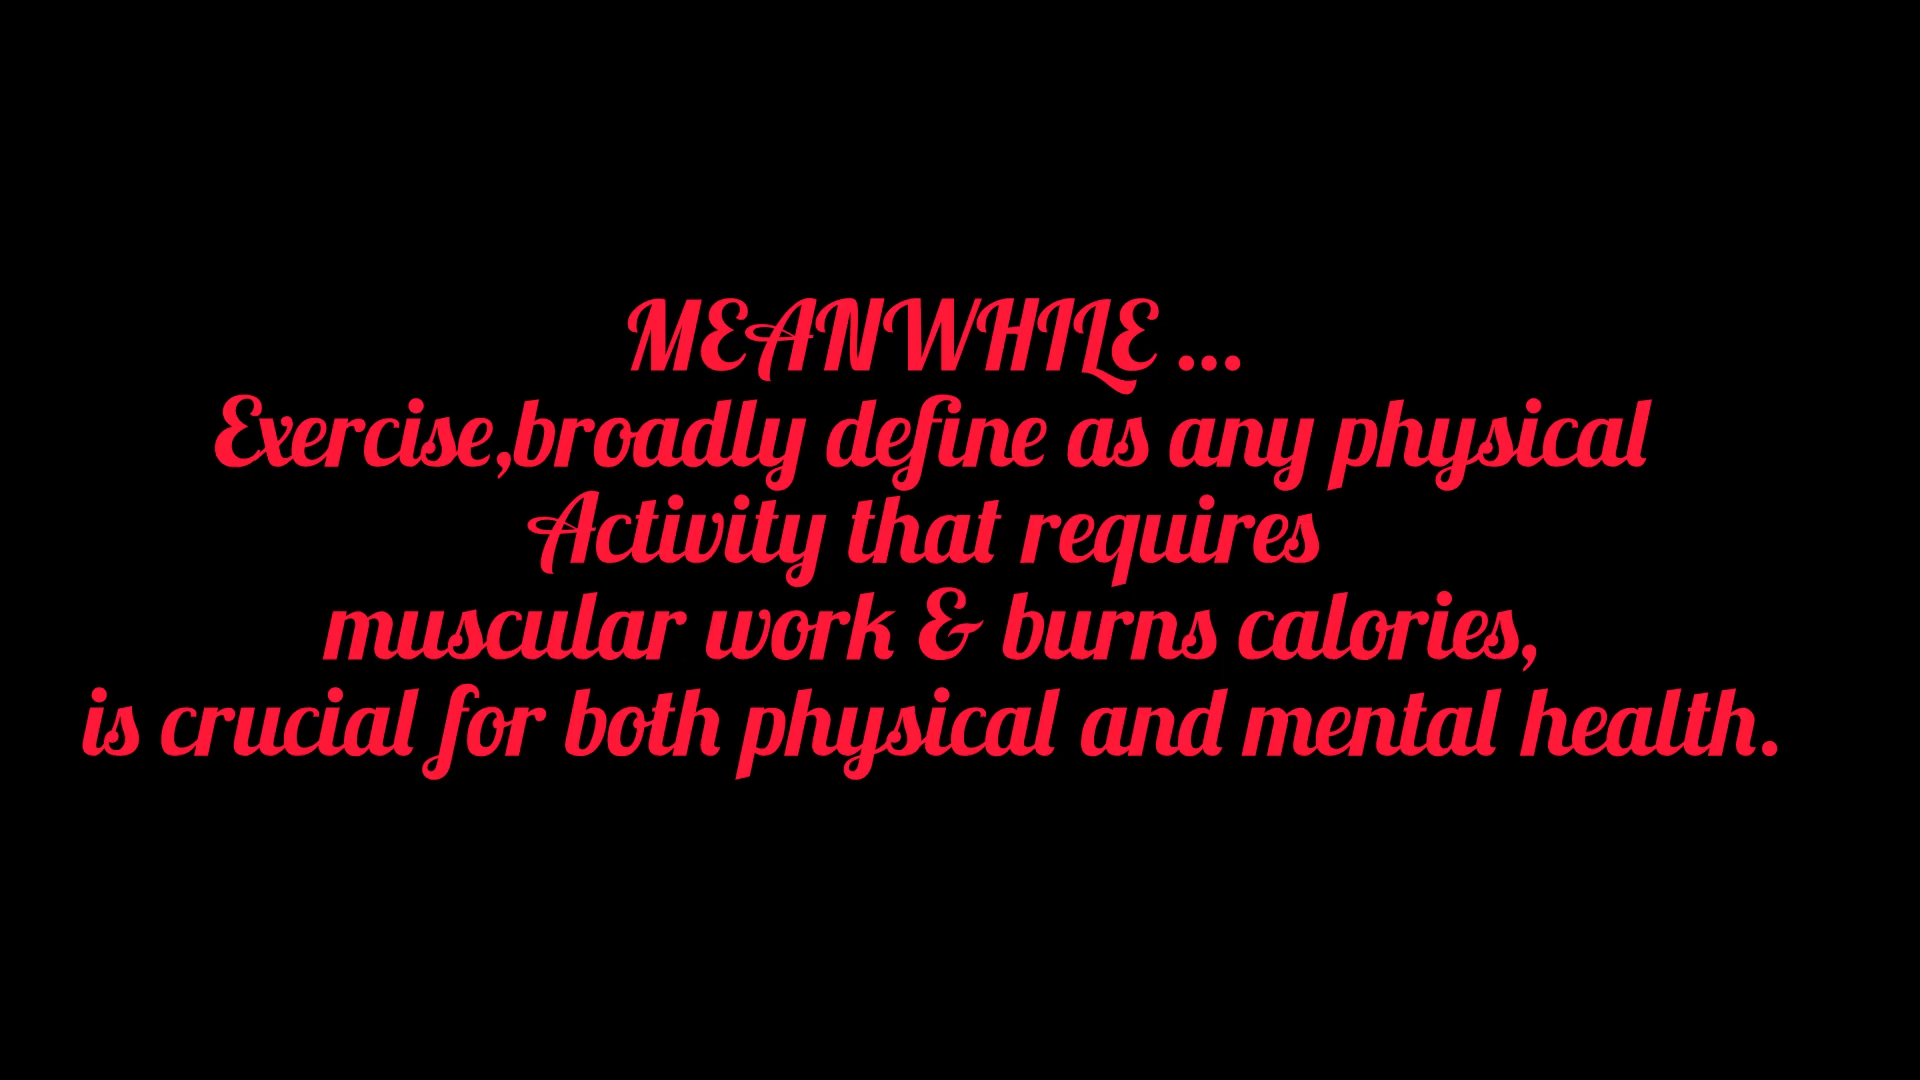 MEANWHILE ...
Exercise,broadly define as any physical
Activity that requires
muscular work & burns calories,
is crucial for both physical and mental health.